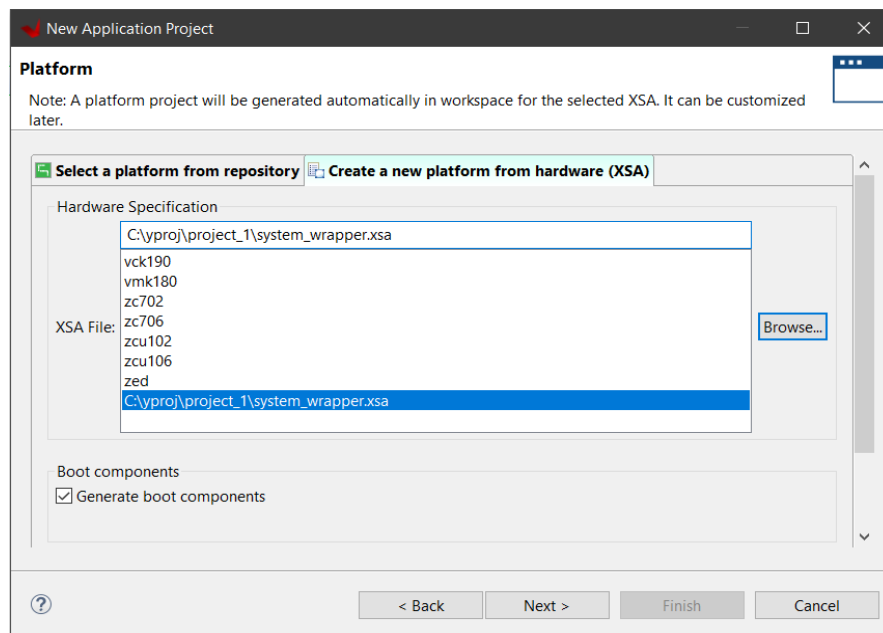 New Application Project
Platform
Note: A platform project will be generated automatically in workspace for the selected XSA. It can be customized
later.
Select a platform from repository
Create a new platform from hardware (XSA)
Hardware Specification
C:\yproj\project_1\system_wrapper.xsa
vck190
vmk180
zc702
XSA File:
zc706
Browse...
zcu102
zcu106
zed
C:\yproj\project_1\system_wrapper.xsa
Boot components
Generate boot components
?
< Back
Next >
Finish
Cancel